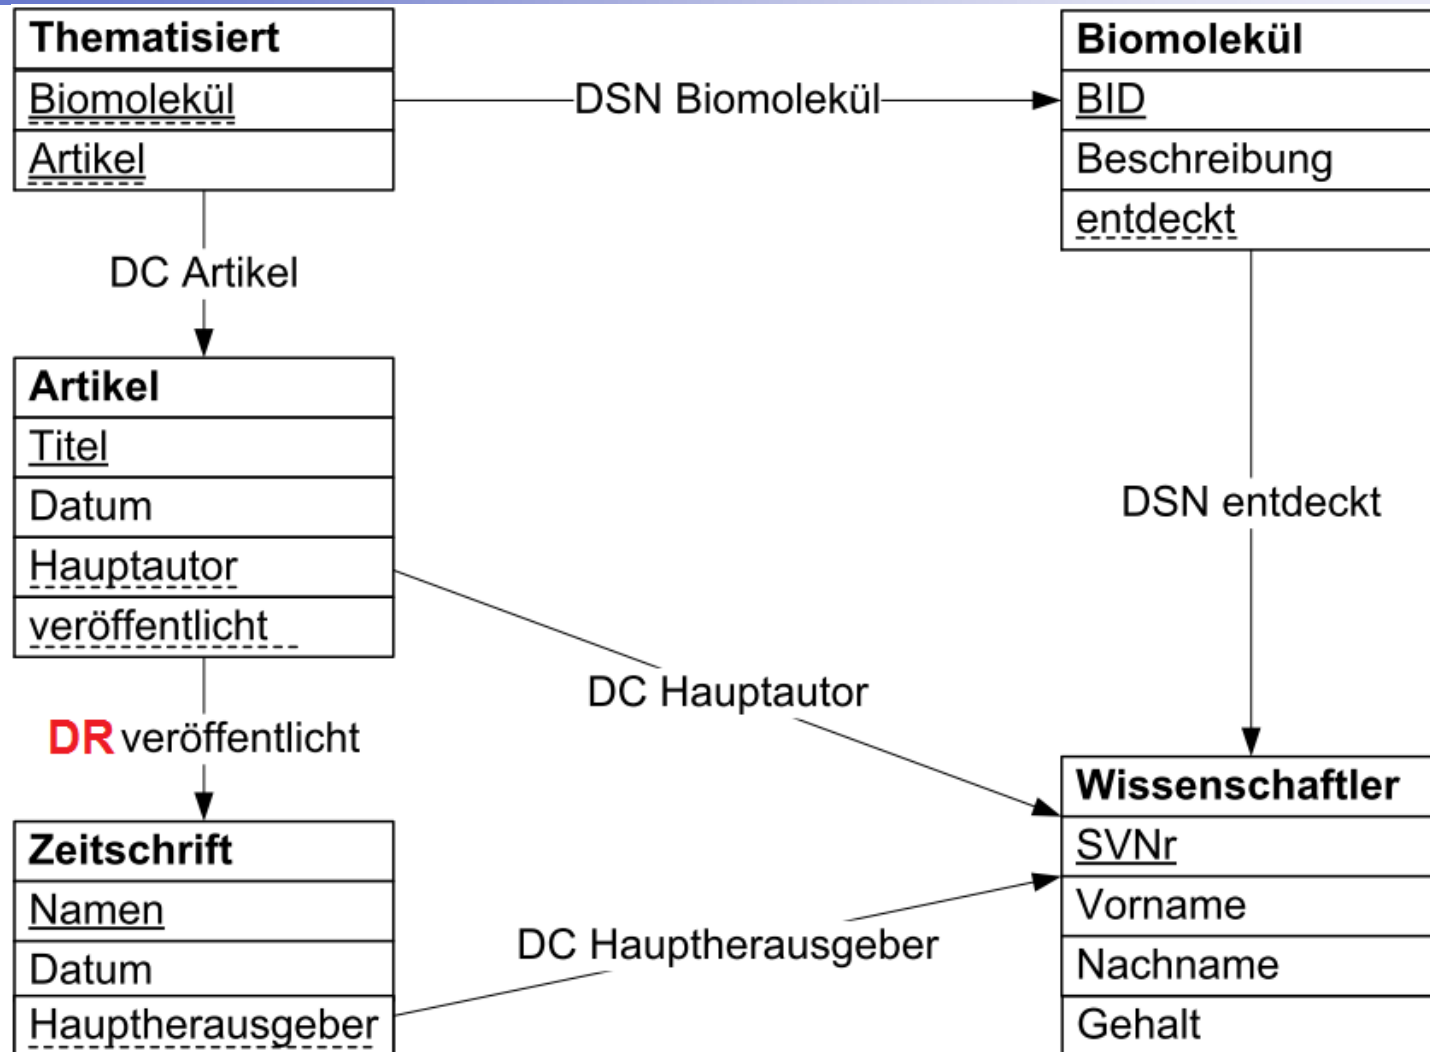 Thematisiert
Biomolekül
Artikel
DSN Biomolekül
Biomolekül
BID
Beschreibung
entdeckt
DC Artikel
DSN entdeckt
Artikel
Titel
Datum
Hauptautor
veröffentlicht
DC Hauptautor
DR veröffentlicht
Zeitschrift
Namen
Datum
Hauptherausgeber
DC Hauptherausgeber
Wissenschaftler
SVNr
Vorname
Nachname
Gehalt